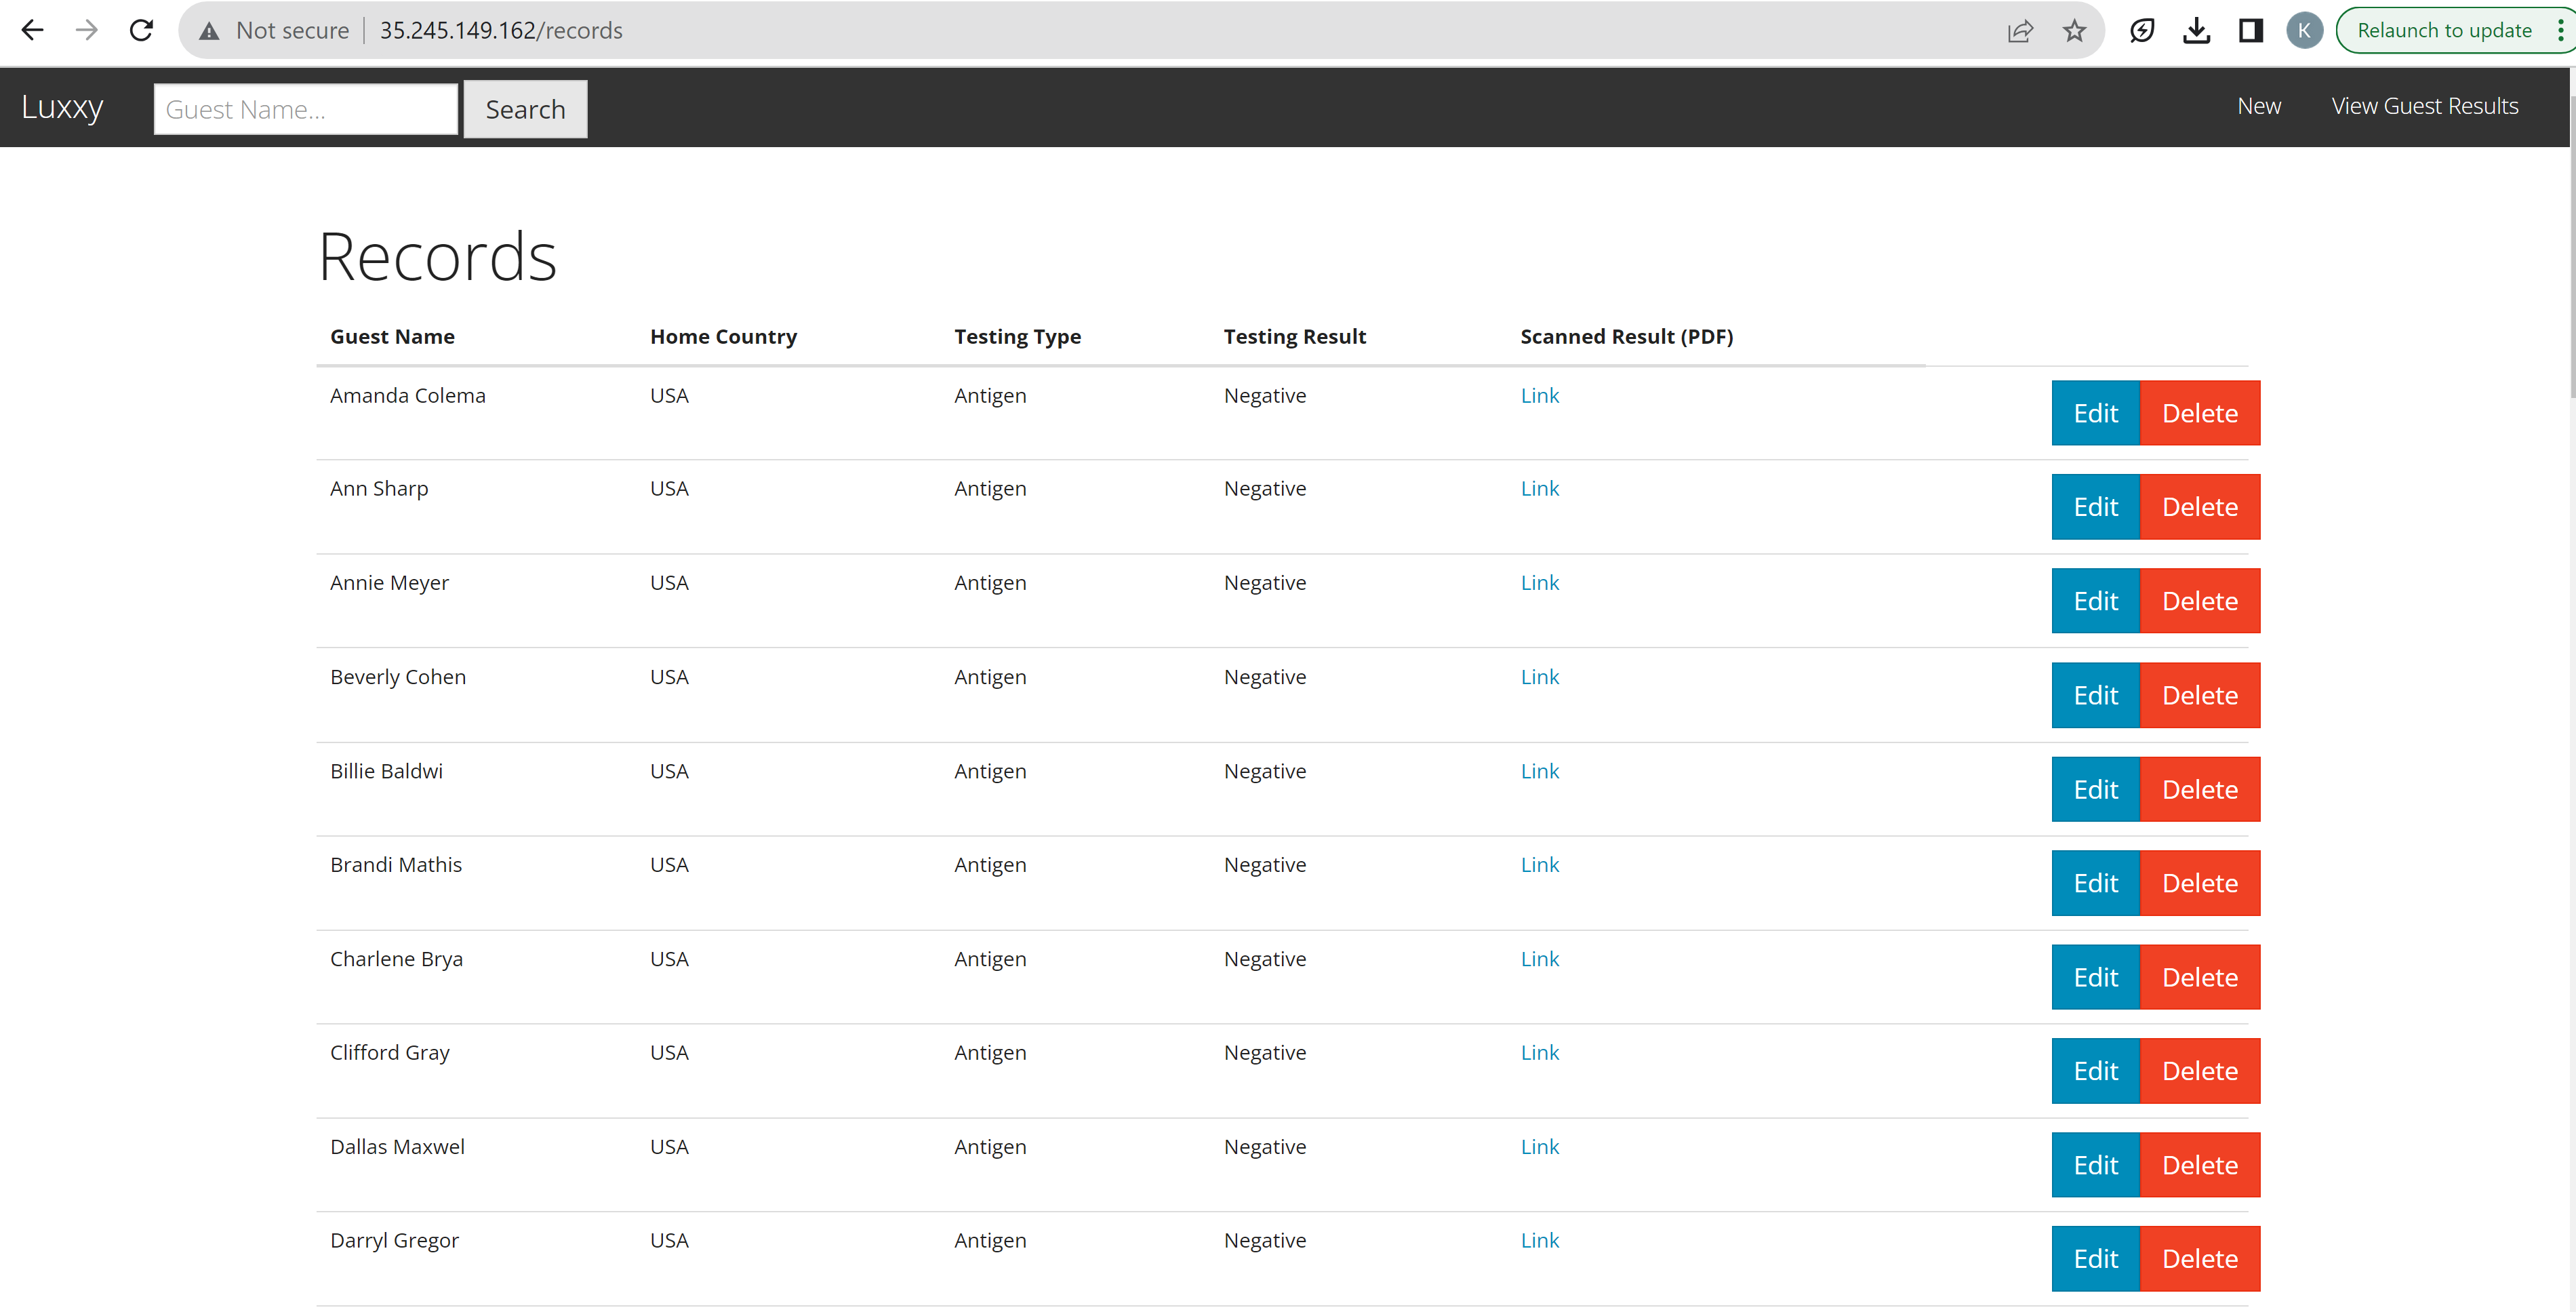 Not secure 35.245.149.162/records K Relaunch to update
Luxxy Guest Name... Search New View Guest Results
Records
Guest Name Home Country Testing Type Testing Result Scanned Result (PDF)
Amanda Colema USA Antigen Negative Link Edit Delete
Ann Sharp USA Antigen Negative Link Edit Delete
Annie Meyer USA Antigen Negative Link Edit Delete
Beverly Cohen USA Antigen Negative Link Edit Delete
Billie Baldwi USA Antigen Negative Link Edit Delete
Brandi Mathis USA Antigen Negative Link Edit Delete
Charlene Brya USA Antigen Negative Link Edit Delete
Clifford Gray USA Antigen Negative Link Edit Delete
Dallas Maxwel USA Antigen Negative Link Edit Delete
Darryl Gregor USA Antigen Negative Link Edit Delete